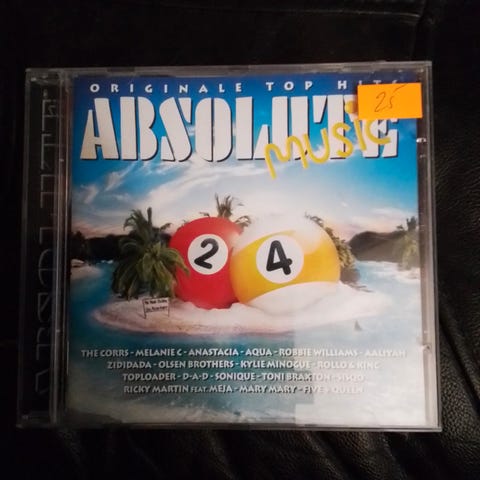 ORIGINALE TOP HITS
ABSOLUTE
MUSIC
25
ABSOLUTE
2
4
THE CORRS - MELANIE C - ANASTACIA - AQUA - ROBBIE WILLIAMS - AALIYAH
ZIDIDADA - OLSEN BROTHERS - KYLIE MINOGUE - ROLLO & KING
TOPLOADER - D-A-D - SONIQUE - TONI BRAXTON - SISQO
RICKY MARTIN FEAT. MEJA - MARY MARY - FIVE & QUEEN